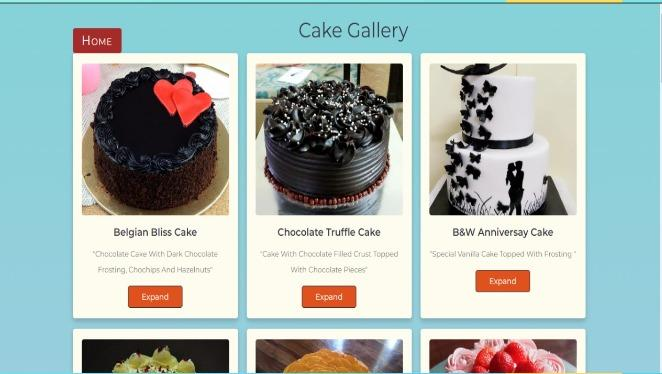 Cake Gallery
Home
Belgian Bliss Cake
"Chocolate Cake With Dark Chocolate
Frosting, Chochips And Hazelnuts"
Expand
Chocolate Truffle Cake
"Cake With Chocolate Filled Crust Topped
With Chocolate Pieces"
Expand
B&W Anniversay Cake
"Special Vanilla Cake Topped With Frosting "
Expand